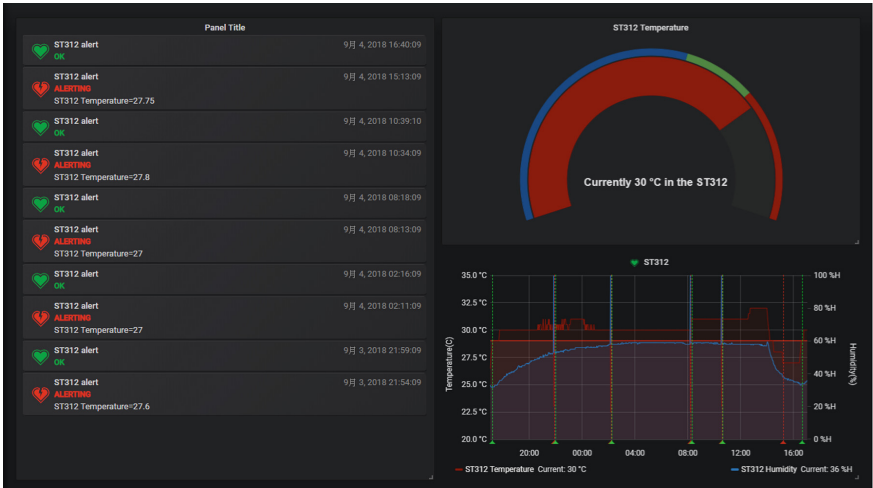 Panel Title
ST312 alert 9月 4, 2018 16:40:09
OK
ST312 alert 9月 4, 2018 15:13:09
ALERTING
ST312 Temperature=27.75
ST312 alert 9月 4, 2018 10:39:10
OK
ST312 alert 9月 4, 2018 10:34:09
ALERTING
ST312 Temperature=27.8
ST312 alert 9月 4, 2018 08:18:09
OK
ST312 alert 9月 4, 2018 08:13:09
ALERTING
ST312 Temperature=27
ST312 alert 9月 4, 2018 02:16:09
OK
ST312 alert 9月 4, 2018 02:11:09
ALERTING
ST312 Temperature=27
ST312 alert 9月 3, 2018 21:59:09
OK
ST312 alert 9月 3, 2018 21:54:09
ALERTING
ST312 Temperature=27.6
ST312 Temperature
Currently 30 °C in the ST312
ST312
Temperature(C)
35.0 °C
32.5 °C
30.0 °C
27.5 °C
25.0 °C
22.5 °C
20.0 °C
100 %H
80 %H
60 %H
40 %H
20 %H
0 %H
Humidity(%)
20:00 00:00 04:00 08:00 12:00 16:00
ST312 Temperature Current: 30 °C
ST312 Humidity Current: 36 %H